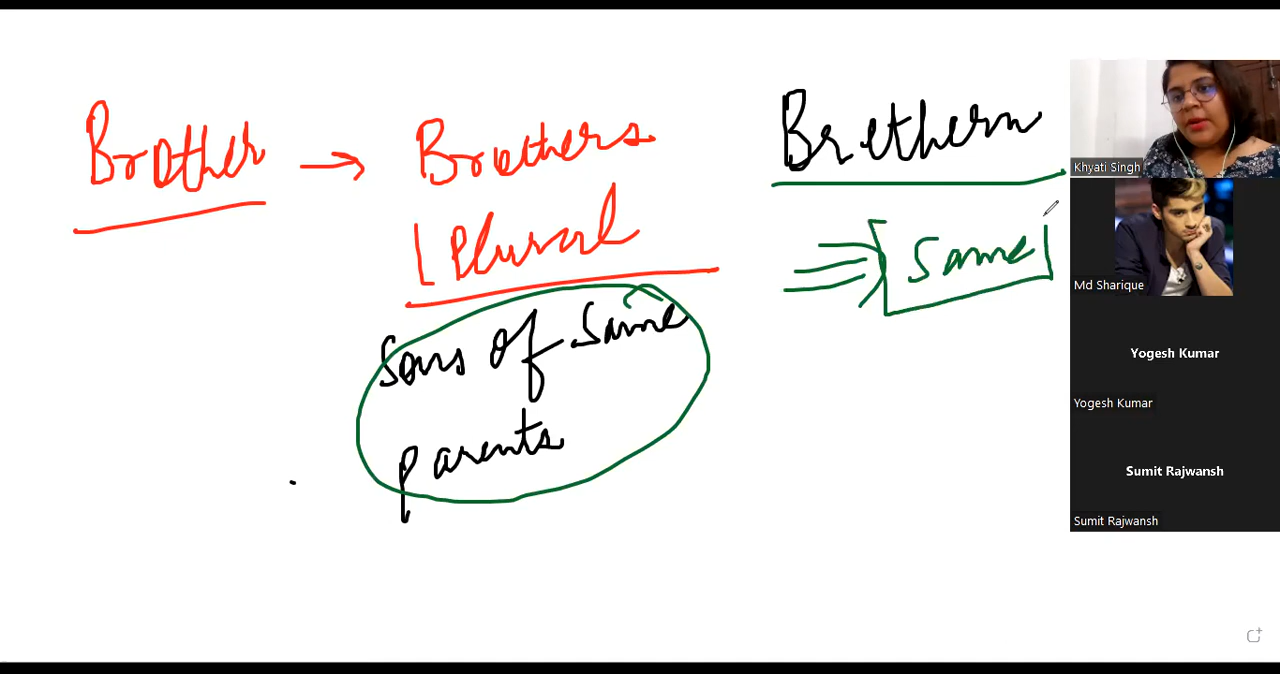 Brother → Brothers
[Plural
Sons of Same
Parents
Brethern
[Same]
Khyati Singh
Md Sharique
Yogesh Kumar
Yogesh Kumar
Sumit Rajwansh
Sumit Rajwansh